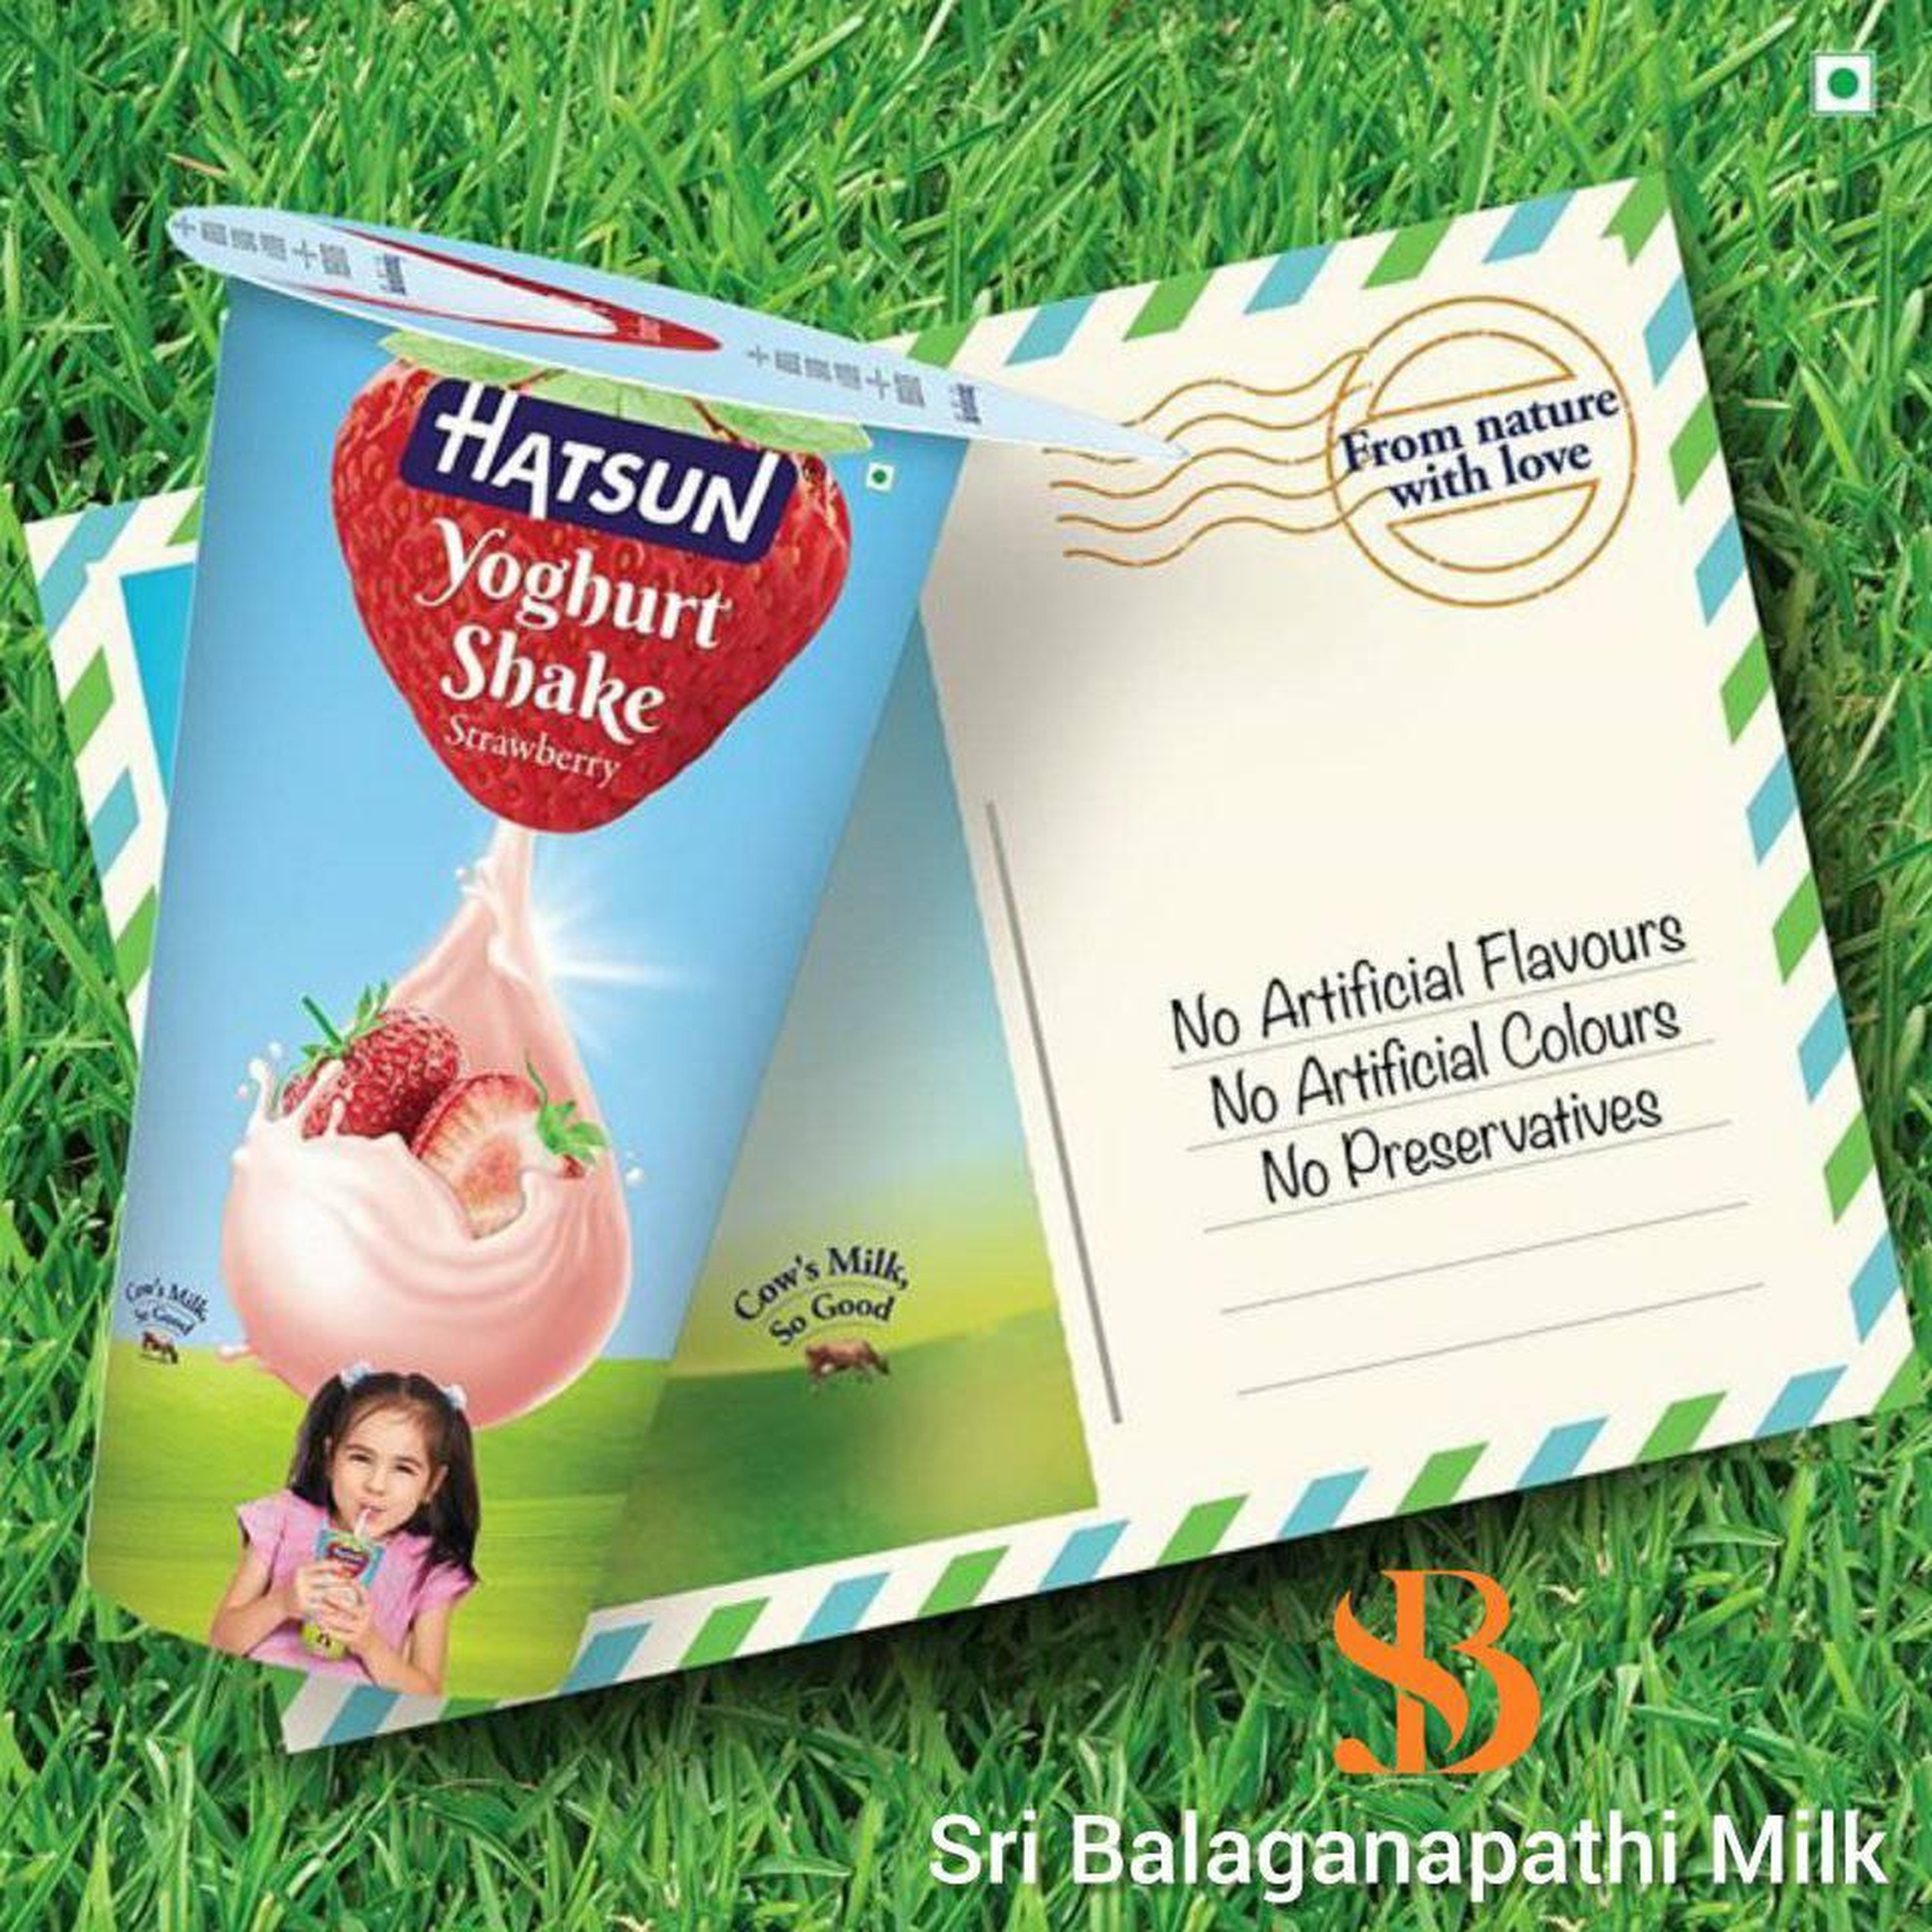 HATSUN
Yoghurt
Shake
Strawberry
Cow's Milk,
So Good
Cow's Milk,
So Good
From nature
with love
No Artificial Flavours
No Artificial Colours
No Preservatives
SB
Sri Balaganapathi Milk